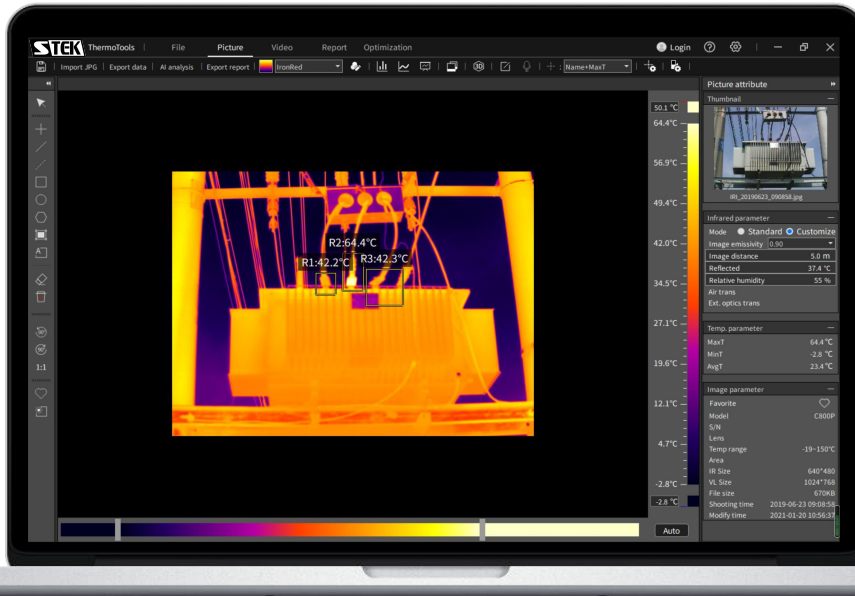 STEK ThermoTools File Picture Video Report Optimization Login
Import JPG Export data AI analysis Export report IronRed 3D Name+MaxT
Picture attribute
Thumbnail
IRI_20190623_090858.jpg
Infrared parameter
Mode Standard Customize
Image emissivity 0.90
Image distance 5.0 m
Reflected 37.4 °C
Relative humidity 55 %
Air trans
Ext. optics trans
Temp. parameter
MaxT 64.4℃
MinT -2.8 ℃
AvgT 23.4℃
Image parameter
Favorite
Model C800P
S/N
Lens
Temp range -19~150℃
Area
IR Size 640*480
VL Size 1024*768
File size 670KB
Shooting time 2019-06-23 09:08:58
Modify time 2021-01-20 10:56:37
50.1 °C
64.4°C
56.9°C
49.4°C
42.0°C
34.5°C
27.1°C
19.6°C
12.1°C
4.7°C
-2.8°C
-2.8 °C
Auto
R2:64.4°C
R1:42.2°C
R3:42.3°C
A
90°
90°
1:1